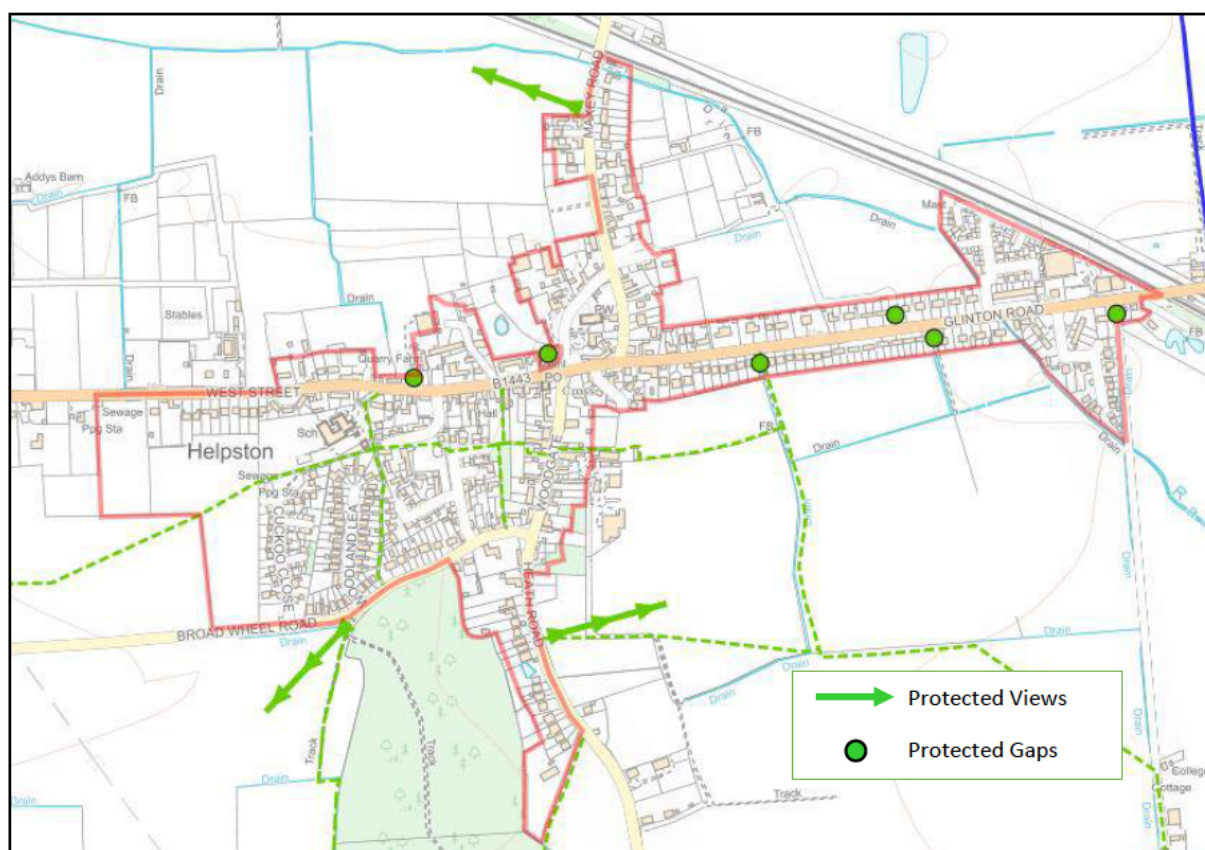 MAXEY ROAD
Drain
FB
Track
Addys Barn
Drain
FB
Mast
Drain
Drain
Stables
Drain
PW
GLINTON ROAD
Quarry Farm
FB
Drain
WEST STREET
B1443
PO
Cross
Drain
Sewage
Ppg Sta
Hall
Sch
Helpston
FB
Drain
Drain
Sewage
Ppg Sta
WOODGATE
CUCKOO CLOSE
WOODLAND LEA
Drain
HEATH ROAD
BROAD WHEEL ROAD
Drain
Drain
Drain
Drain
Protected Views
Protected Gaps
Track
Track
Drain
Drain
Track
College
Cottage
Drain